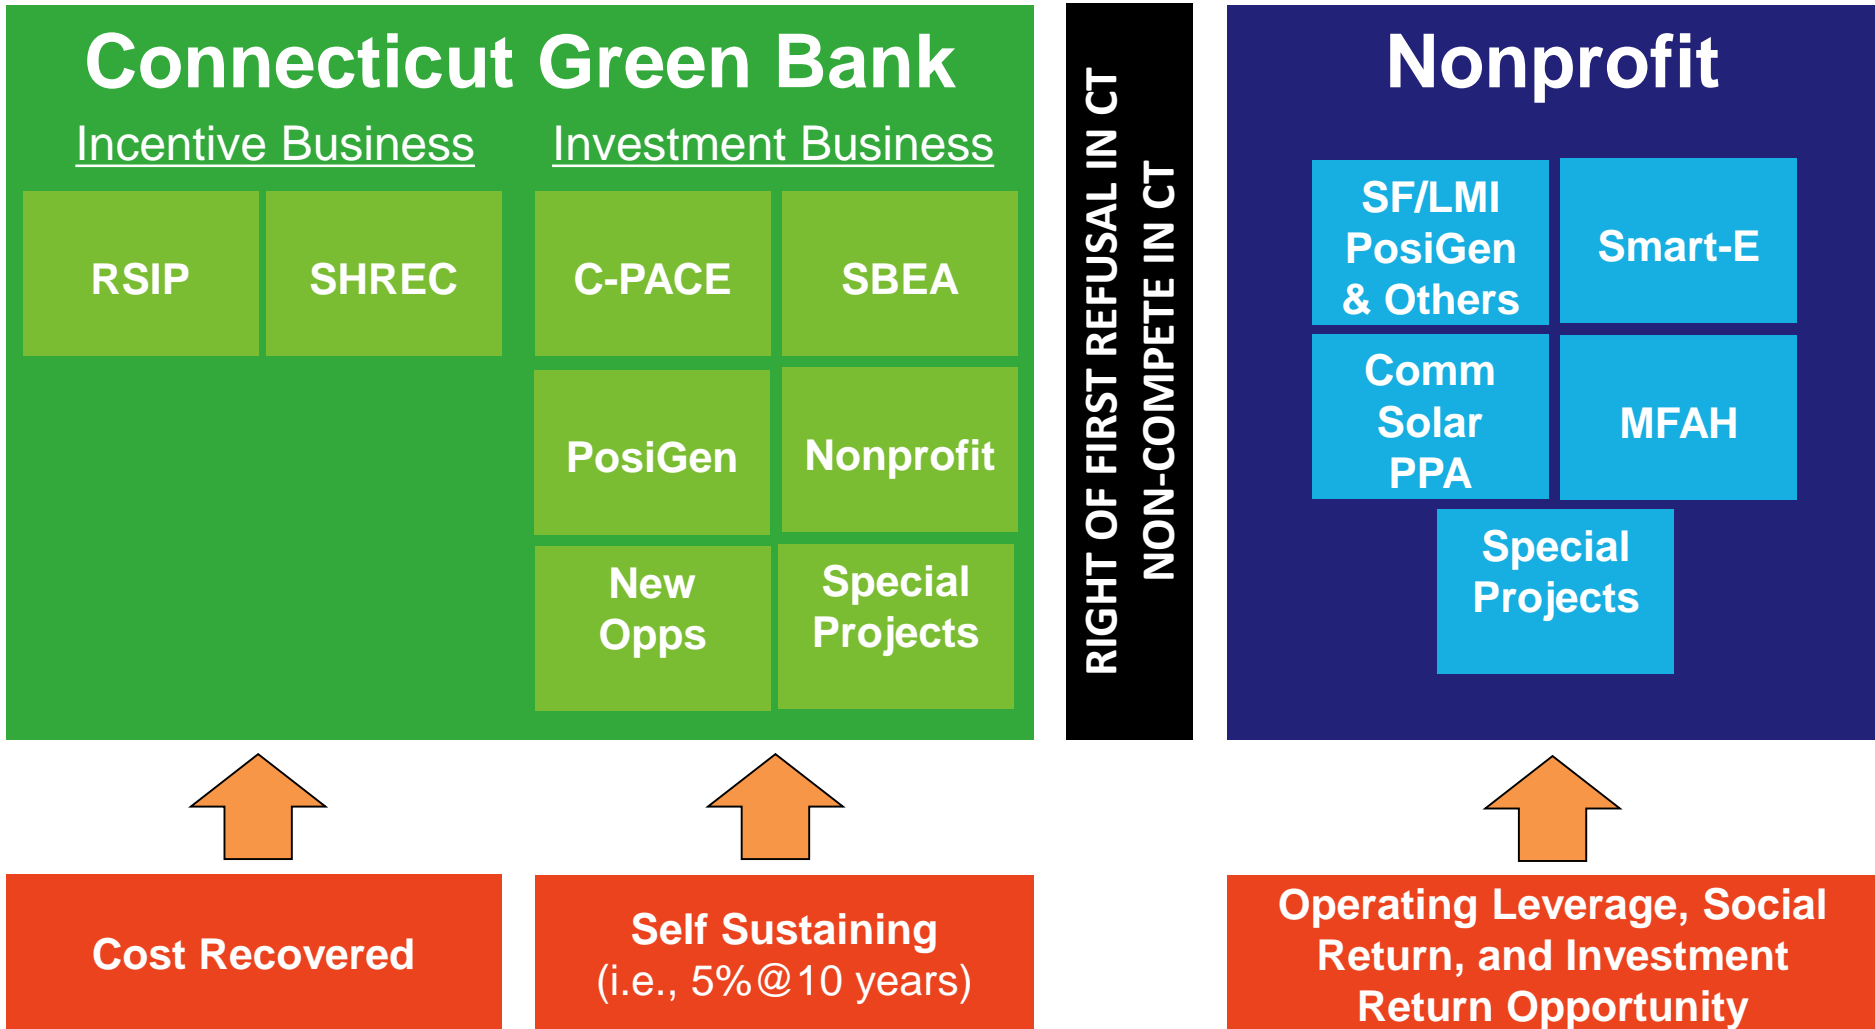 Connecticut Green Bank
Incentive Business
Investment Business
RSIP
SHREC
C-PACE
SBEA
PosiGen
Nonprofit
New
Opps
Special
Projects
RIGHT OF FIRST REFUSAL IN CT
NON-COMPETE IN CT
Nonprofit
SF/LMI
PosiGen
& Others
Smart-E
Comm
Solar
PPA
MFAH
Special
Projects
Cost Recovered
Self Sustaining
(i.e., 5%@10 years)
Operating Leverage, Social
Return, and Investment
Return Opportunity